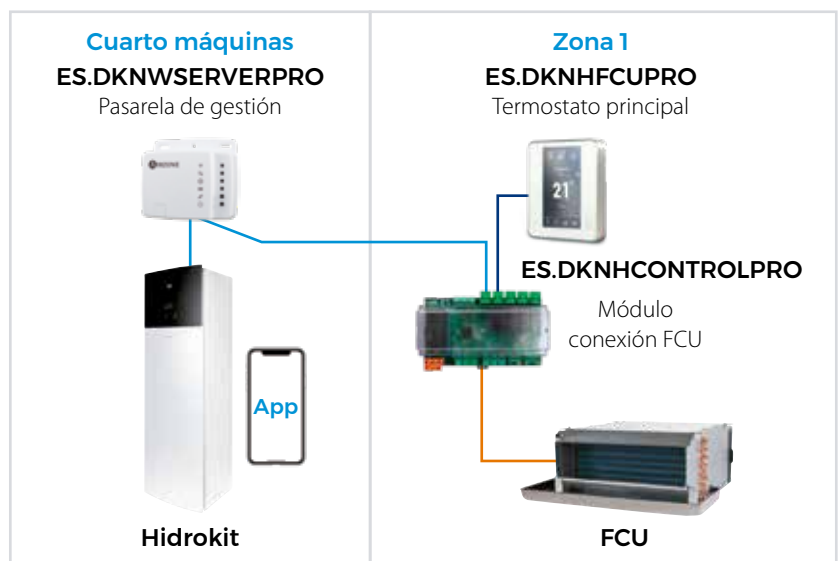 Cuarto máquinas
ES.DKNWSERVERPRO
Pasarela de gestión
App
Hidrokit
Zona 1
ES.DKNHFCUPRO
Termostato principal
21
ES.DKNHCONTROLPRO
Módulo
conexión FCU
FCU